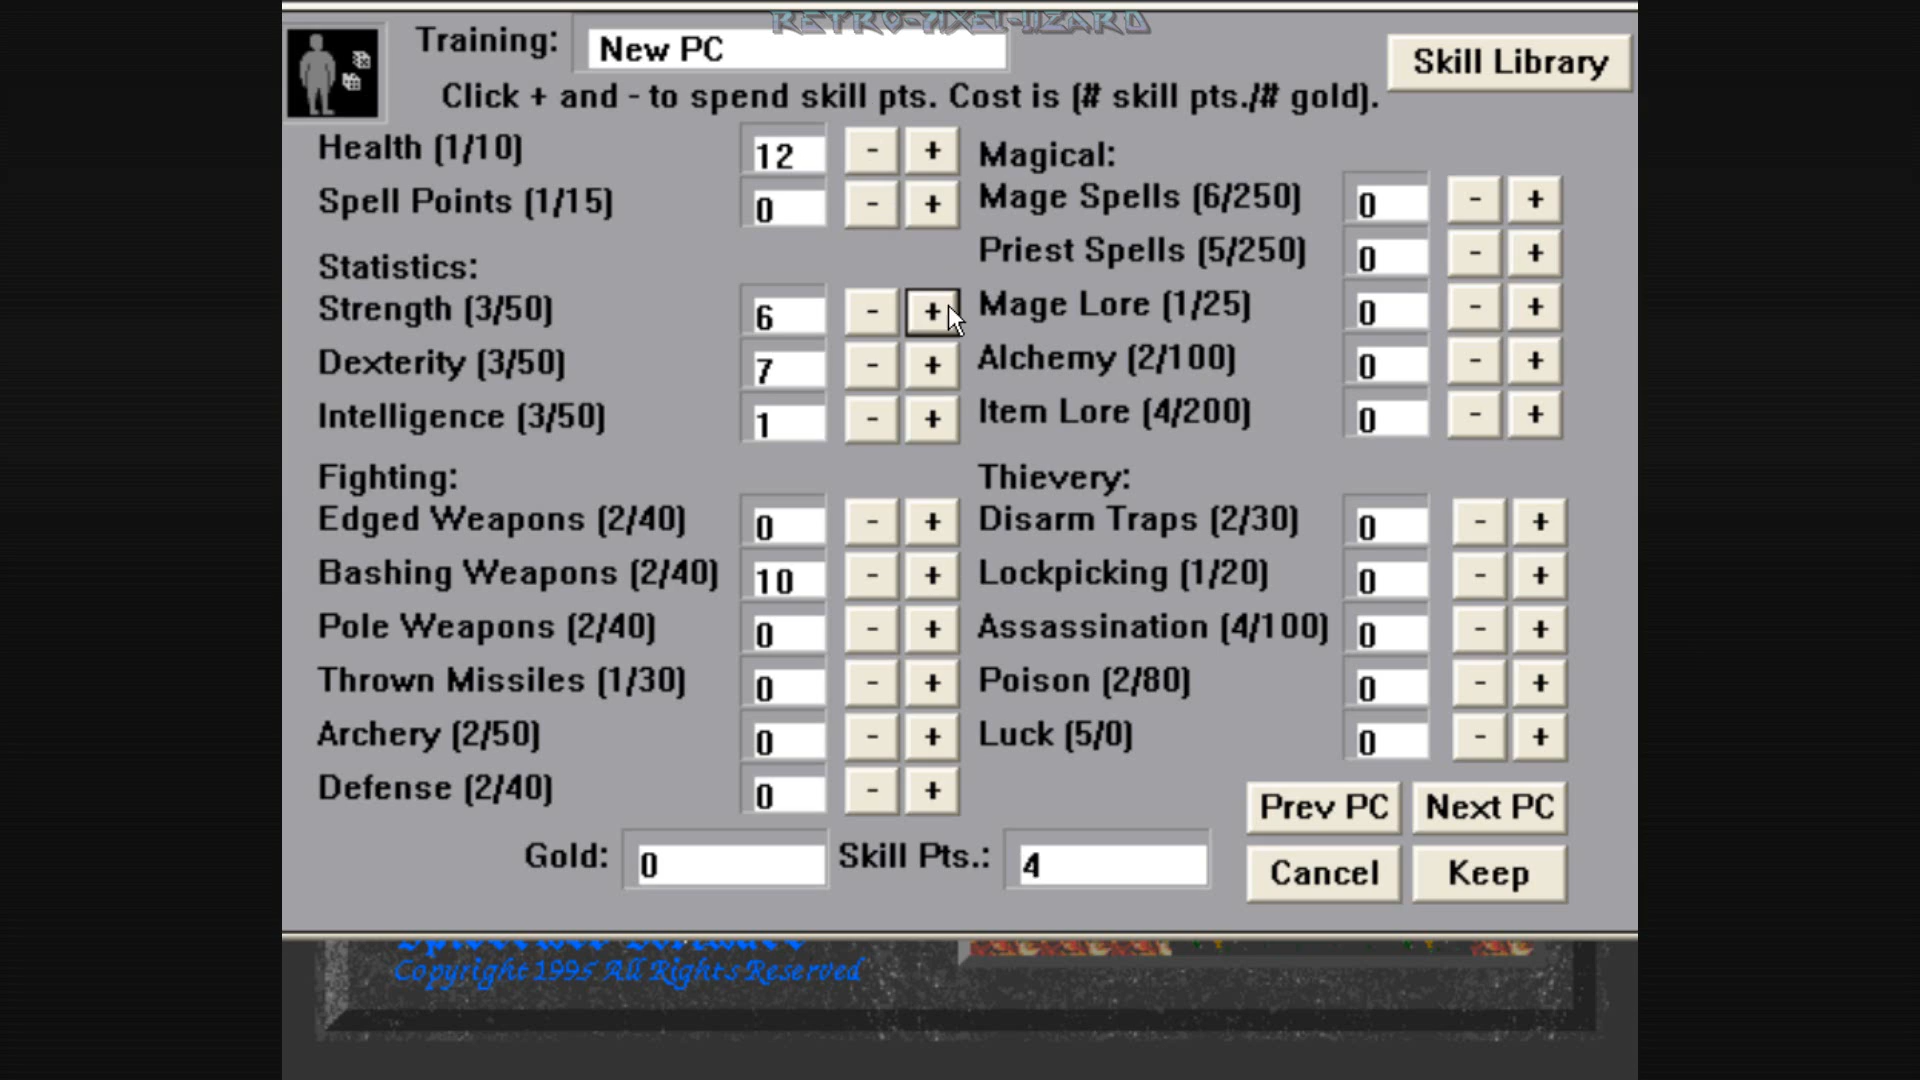 RETRO-PIXEL-LIZARD
Training: New PC
Skill Library
Click + and - to spend skill pts. Cost is (# skill pts./# gold).
Health (1/10) 12 - +
Spell Points (1/15) 0 - +
Statistics:
Strength (3/50) 6 - +
Dexterity (3/50) 7 - +
Intelligence (3/50) 1 - +
Fighting:
Edged Weapons (2/40) 0 - +
Bashing Weapons (2/40) 10 - +
Pole Weapons (2/40) 0 - +
Thrown Missiles (1/30) 0 - +
Archery (2/50) 0 - +
Defense (2/40) 0 - +
Magical:
Mage Spells (6/250) 0 - +
Priest Spells (5/250) 0 - +
Mage Lore (1/25) 0 - +
Alchemy (2/100) 0 - +
Item Lore (4/200) 0 - +
Thievery:
Disarm Traps (2/30) 0 - +
Lockpicking (1/20) 0 - +
Assassination (4/100) 0 - +
Poison (2/80) 0 - +
Luck (5/0) 0 - +
Gold: 0 Skill Pts.: 4
Prev PC Next PC
Cancel Keep
Spiderweb Software
Copyright 1995 All Rights Reserved